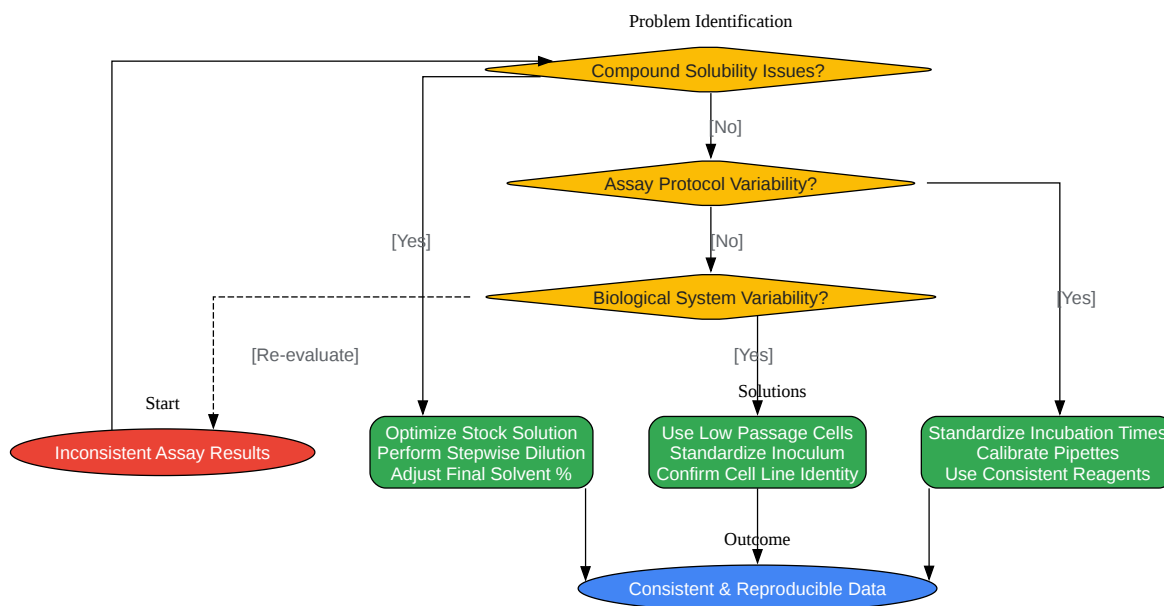 Problem Identification
Compound Solubility Issues?
[No]
Assay Protocol Variability?
[Yes]
[No]
Biological System Variability?
[Yes]
[Re-evaluate]
[Yes]
Start
Solutions
Inconsistent Assay Results
Optimize Stock Solution
Perform Stepwise Dilution
Adjust Final Solvent %
Use Low Passage Cells
Standardize Inoculum
Confirm Cell Line Identity
Standardize Incubation Times
Calibrate Pipettes
Use Consistent Reagents
Outcome
Consistent & Reproducible Data